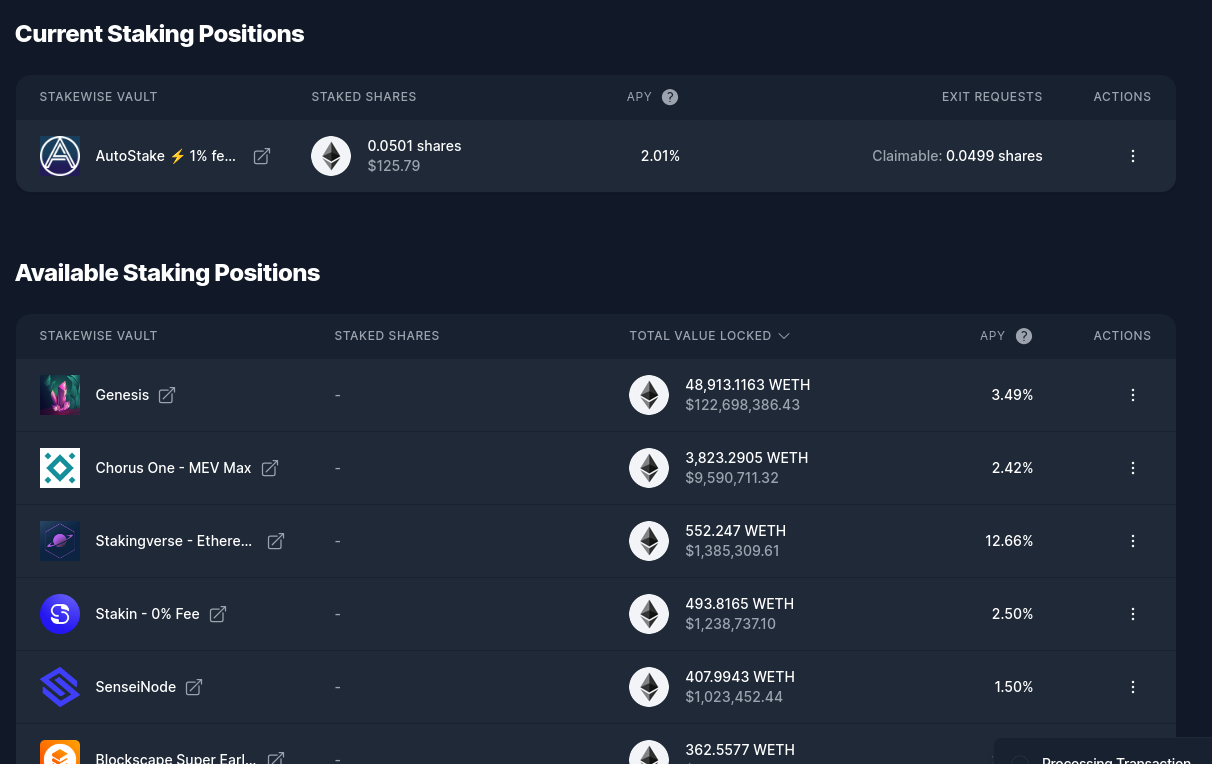 Current Staking Positions
STAKEWISE VAULT STAKED SHARES APY ? EXIT REQUESTS ACTIONS
AutoStake ⚡ 1% fe... 0.0501 shares 2.01% Claimable: 0.0499 shares
$125.79
Available Staking Positions
STAKEWISE VAULT STAKED SHARES TOTAL VALUE LOCKED APY ? ACTIONS
Genesis - 48,913.1163 WETH 3.49%
$122,698,386.43
Chorus One - MEV Max - 3,823.2905 WETH 2.42%
$9,590,711.32
Stakingverse - Ethere... - 552.247 WETH 12.66%
$1,385,309.61
Stakin - 0% Fee - 493.8165 WETH 2.50%
$1,238,737.10
SenseiNode - 407.9943 WETH 1.50%
$1,023,452.44
Blockscape Super Earl... - 362.5577 WETH
Processing Transaction